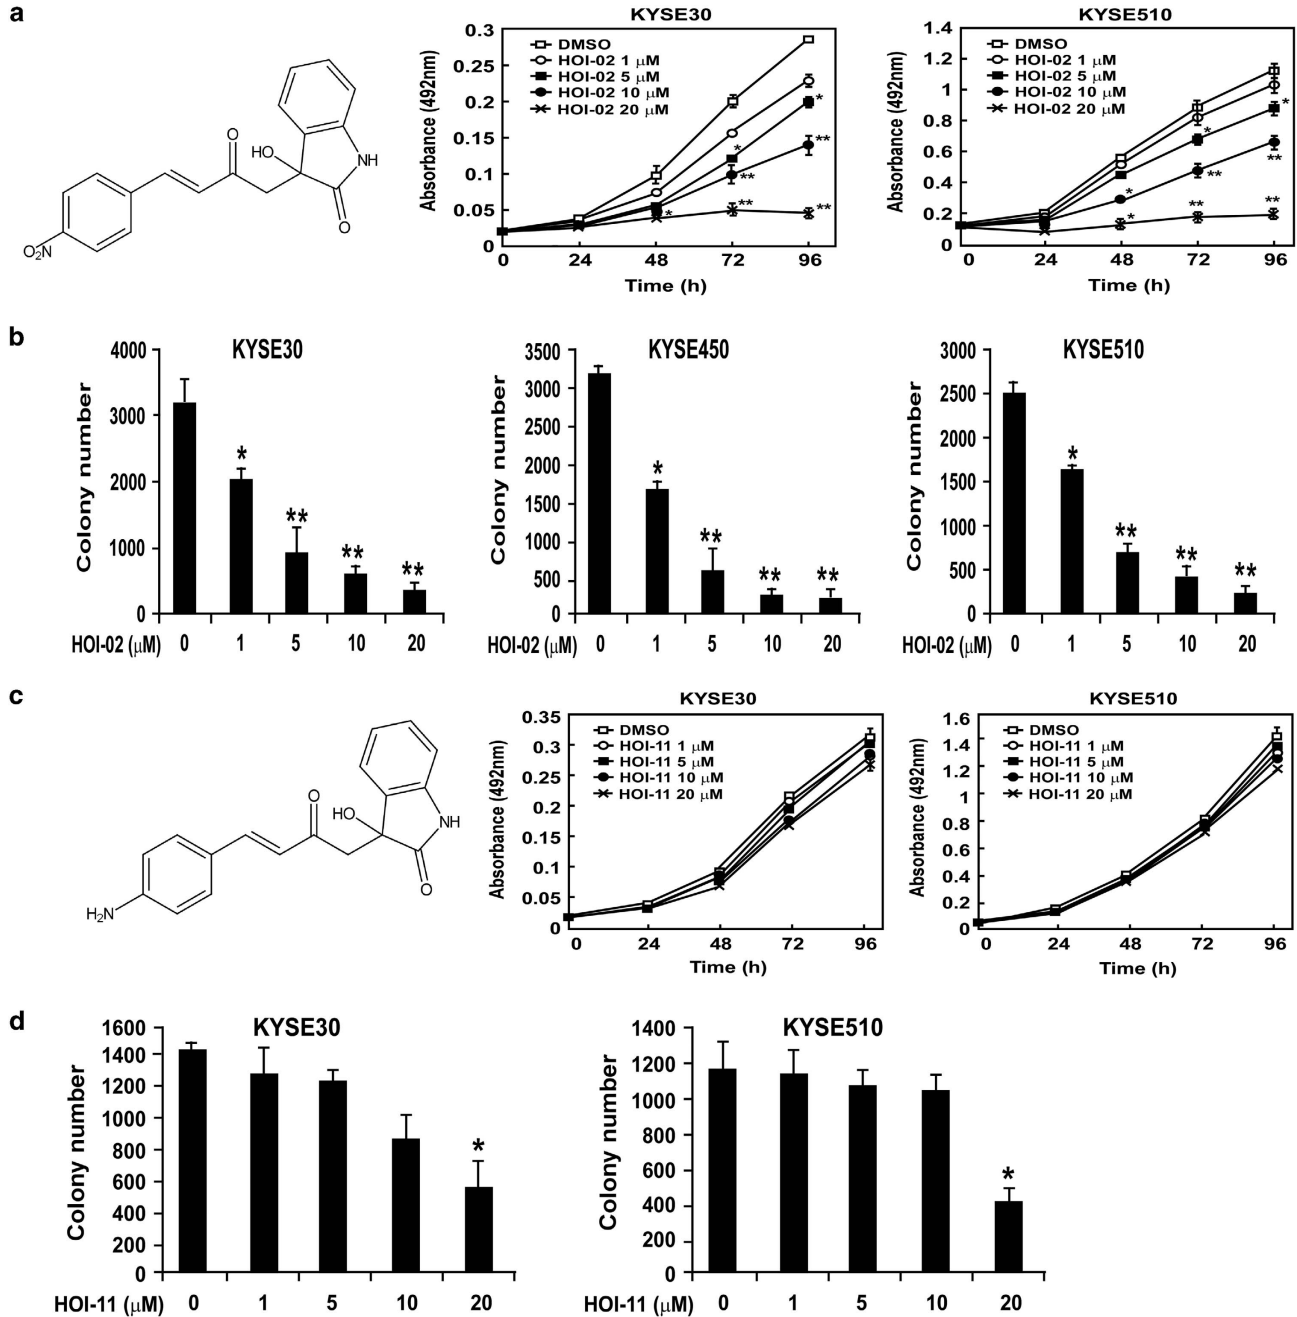 a
O₂N
O
HO
NH
O
KYSE30
Absorbance (492nm)
0.3
0.25
0.2
0.15
0.1
0.05
0
DMSO
HOI-02 1 μM
HOI-02 5 μM
HOI-02 10 μM
HOI-02 20 μM
*
**
*
**
*
**
**
0 24 48 72 96
Time (h)
KYSE510
Absorbance (492nm)
1.4
1.2
1
0.8
0.6
0.4
0.2
0
DMSO
HOI-02 1 μM
HOI-02 5 μM
HOI-02 10 μM
HOI-02 20 μM
*
*
**
**
*
*
**
**
0 24 48 72 96
Time (h)
b
KYSE30
Colony number
4000
3000
2000
1000
0
* ** ** **
HOI-02 (μM) 0 1 5 10 20
KYSE450
Colony number
3500
3000
2500
2000
1500
1000
500
0
* ** ** **
HOI-02 (μM) 0 1 5 10 20
KYSE510
Colony number
3000
2500
2000
1500
1000
500
0
* ** ** **
HOI-02 (μM) 0 1 5 10 20
c
H₂N
O
HO
NH
O
KYSE30
Absorbance (492nm)
0.35
0.3
0.25
0.2
0.15
0.1
0.05
0
DMSO
HOI-11 1 μM
HOI-11 5 μM
HOI-11 10 μM
HOI-11 20 μM
0 24 48 72 96
Time (h)
KYSE510
Absorbance (492nm)
1.6
1.4
1.2
1
0.8
0.6
0.4
0.2
0
DMSO
HOI-11 1 μM
HOI-11 5 μM
HOI-11 10 μM
HOI-11 20 μM
0 24 48 72 96
Time (h)
d
KYSE30
Colony number
1600
1400
1200
1000
800
600
400
200
0
*
HOI-11 (μM) 0 1 5 10 20
KYSE510
Colony number
1400
1200
1000
800
600
400
200
0
*
HOI-11 (μM) 0 1 5 10 20